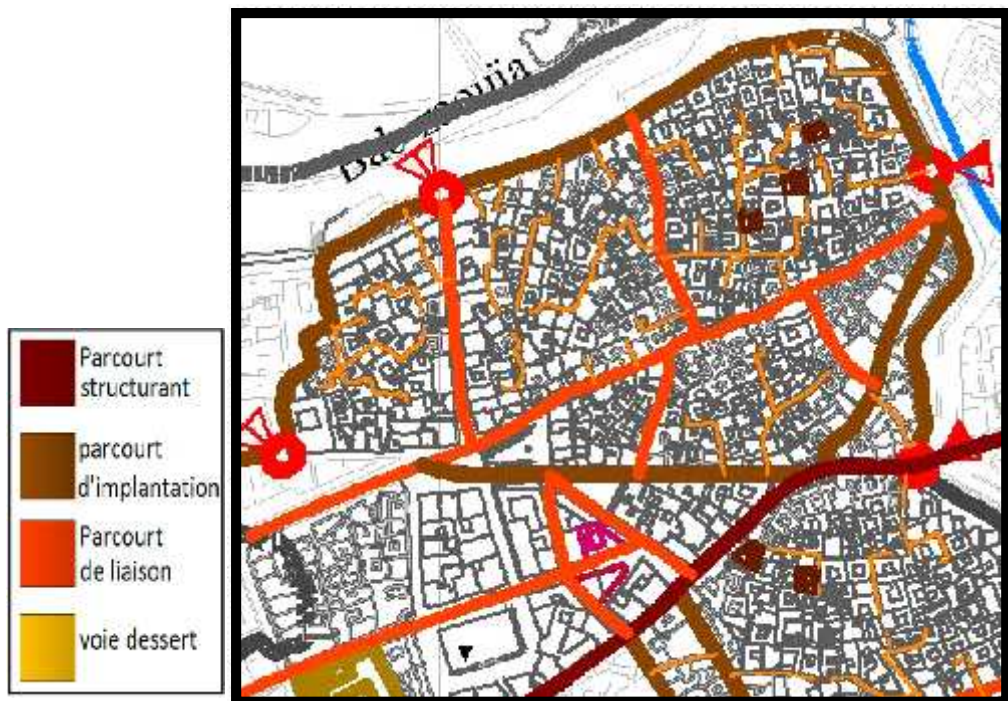 Parcourt
structurant
parcourt
d'implantation
Parcourt
de liaison
voie dessert